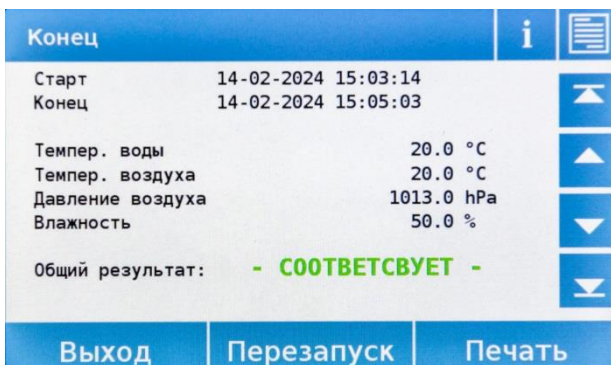 Конец
i
Старт 14-02-2024 15:03:14
Конец 14-02-2024 15:05:03
Темпер. воды 20.0 °C
Темпер. воздуха 20.0 °C
Давление воздуха 1013.0 hPa
Влажность 50.0 %
Общий результат: - СООТВЕТСВУЕТ -
Выход Перезапуск Печать